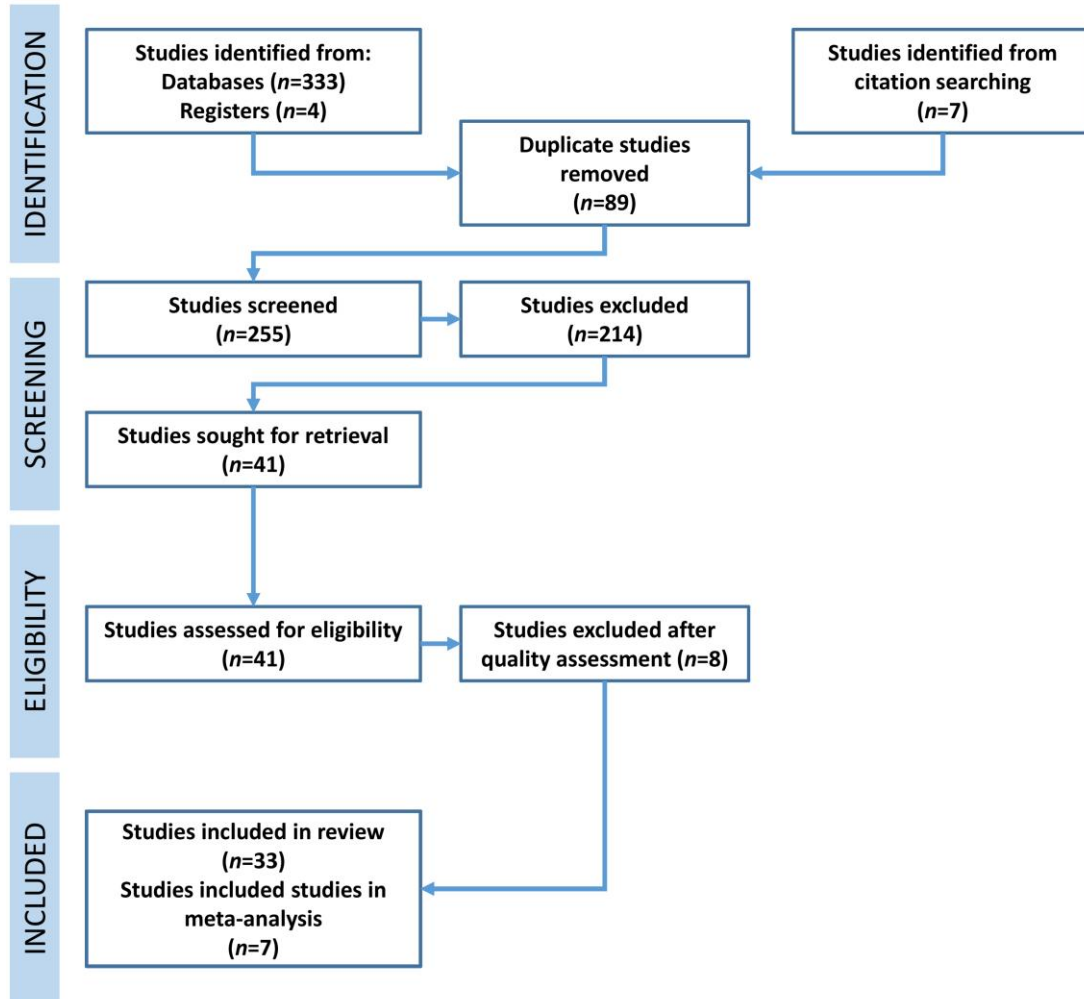 IDENTIFICATION
Studies identified from:
Databases (n=333)
Registers (n=4)
Studies identified from
citation searching
(n=7)
Duplicate studies
removed
(n=89)
SCREENING
Studies screened
(n=255)
Studies excluded
(n=214)
Studies sought for retrieval
(n=41)
ELIGIBILITY
Studies assessed for eligibility
(n=41)
Studies excluded after
quality assessment (n=8)
INCLUDED
Studies included in review
(n=33)
Studies included studies in
meta-analysis
(n=7)